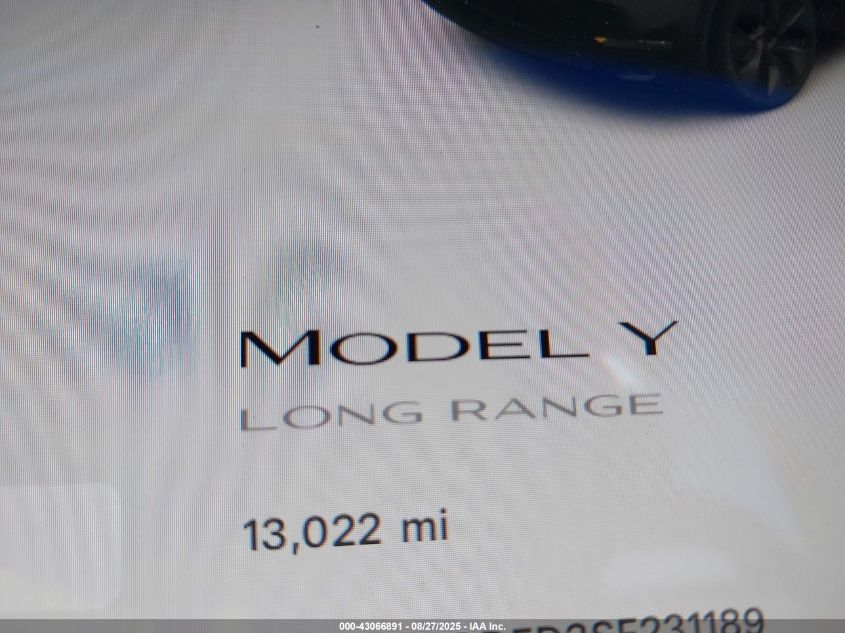 MODEL Y
LONG RANGE
13,022 mi
000-43066891 - 08/27/2025 - IAA Inc.